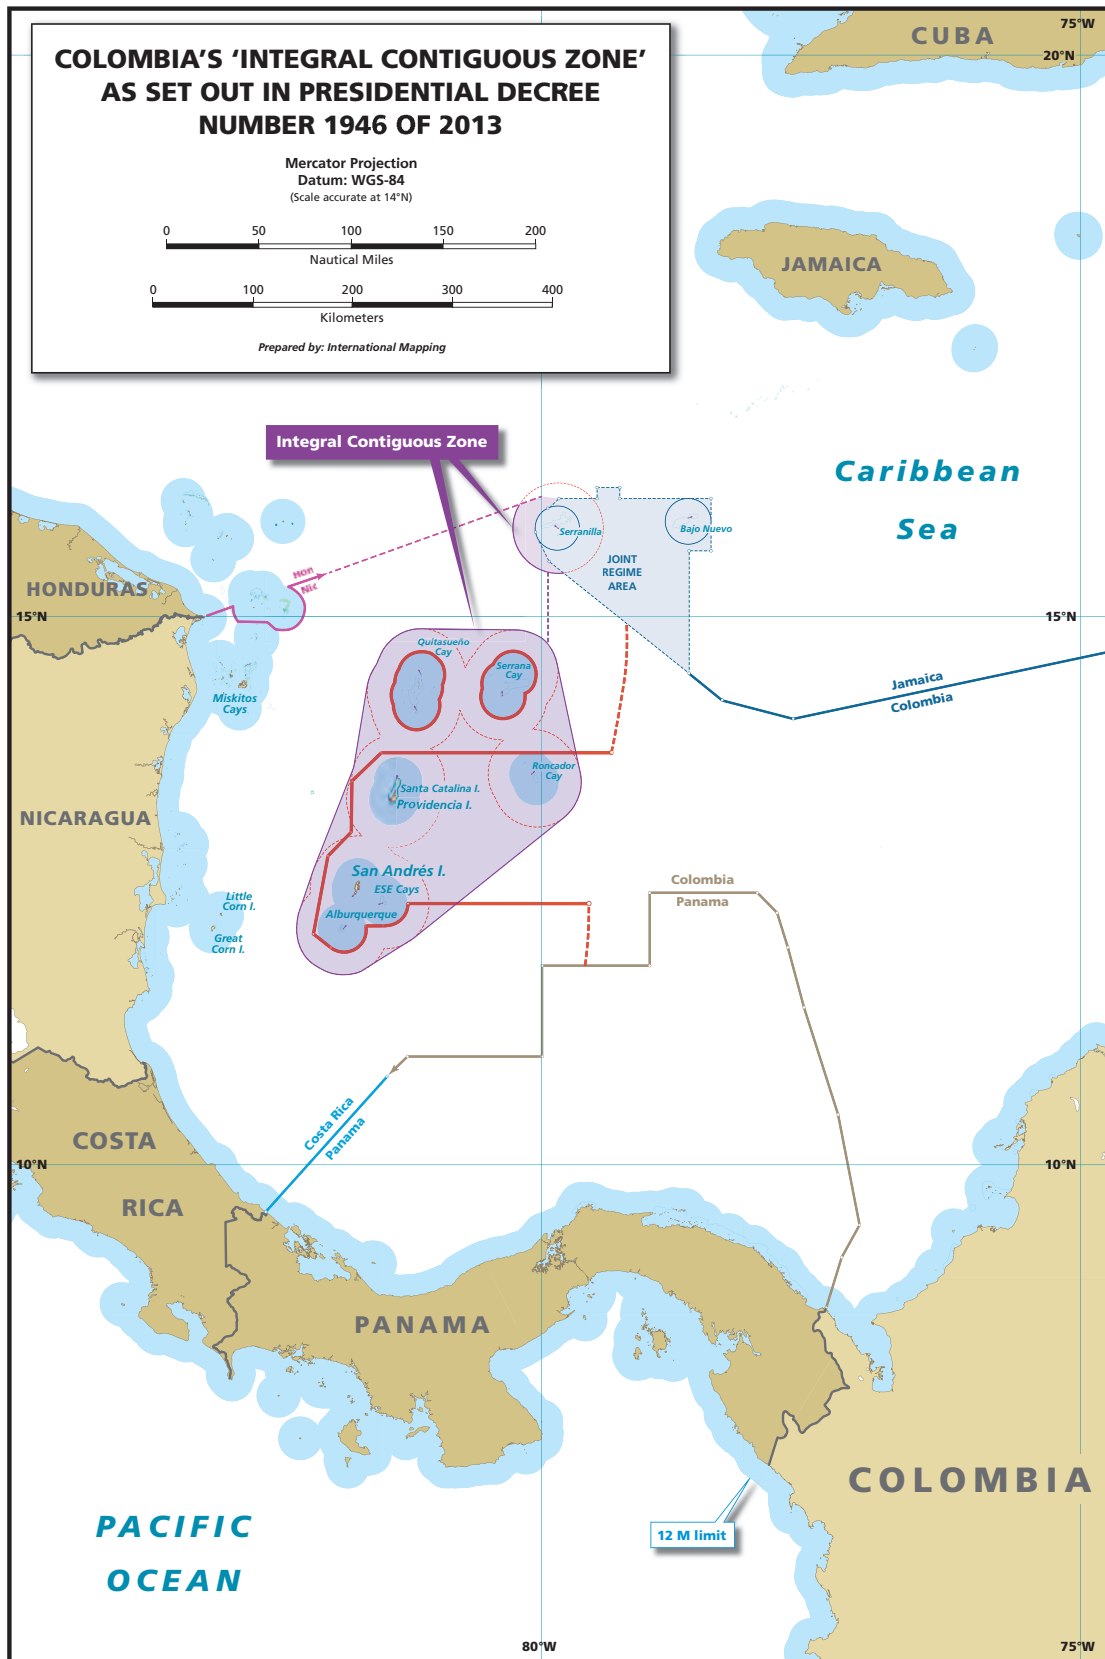 COLOMBIA'S 'INTEGRAL CONTIGUOUS ZONE'
AS SET OUT IN PRESIDENTIAL DECREE
NUMBER 1946 OF 2013
Mercator Projection
Datum: WGS-84
(Scale accurate at 14°N)
0 50 100 150 200
Nautical Miles
0 100 200 300 400
Kilometers
Prepared by: International Mapping
75°W
CUBA
20°N
JAMAICA
Integral Contiguous Zone
Caribbean
Sea
Serranilla
Bajo Nuevo
JOINT
REGIME
AREA
Hon
Nic
HONDURAS
15°N
15°N
Quitasueño
Cay
Serrana
Cay
Miskitos
Cays
Jamaica
Colombia
Roncador
Cay
Santa Catalina I.
Providencia I.
NICARAGUA
San Andrés I.
ESE Cays
Alburquerque
Little
Corn I.
Great
Corn I.
Colombia
Panama
Costa Rica
Panama
COSTA
RICA
10°N
10°N
PANAMA
COLOMBIA
12 M limit
PACIFIC
OCEAN
80°W
75°W